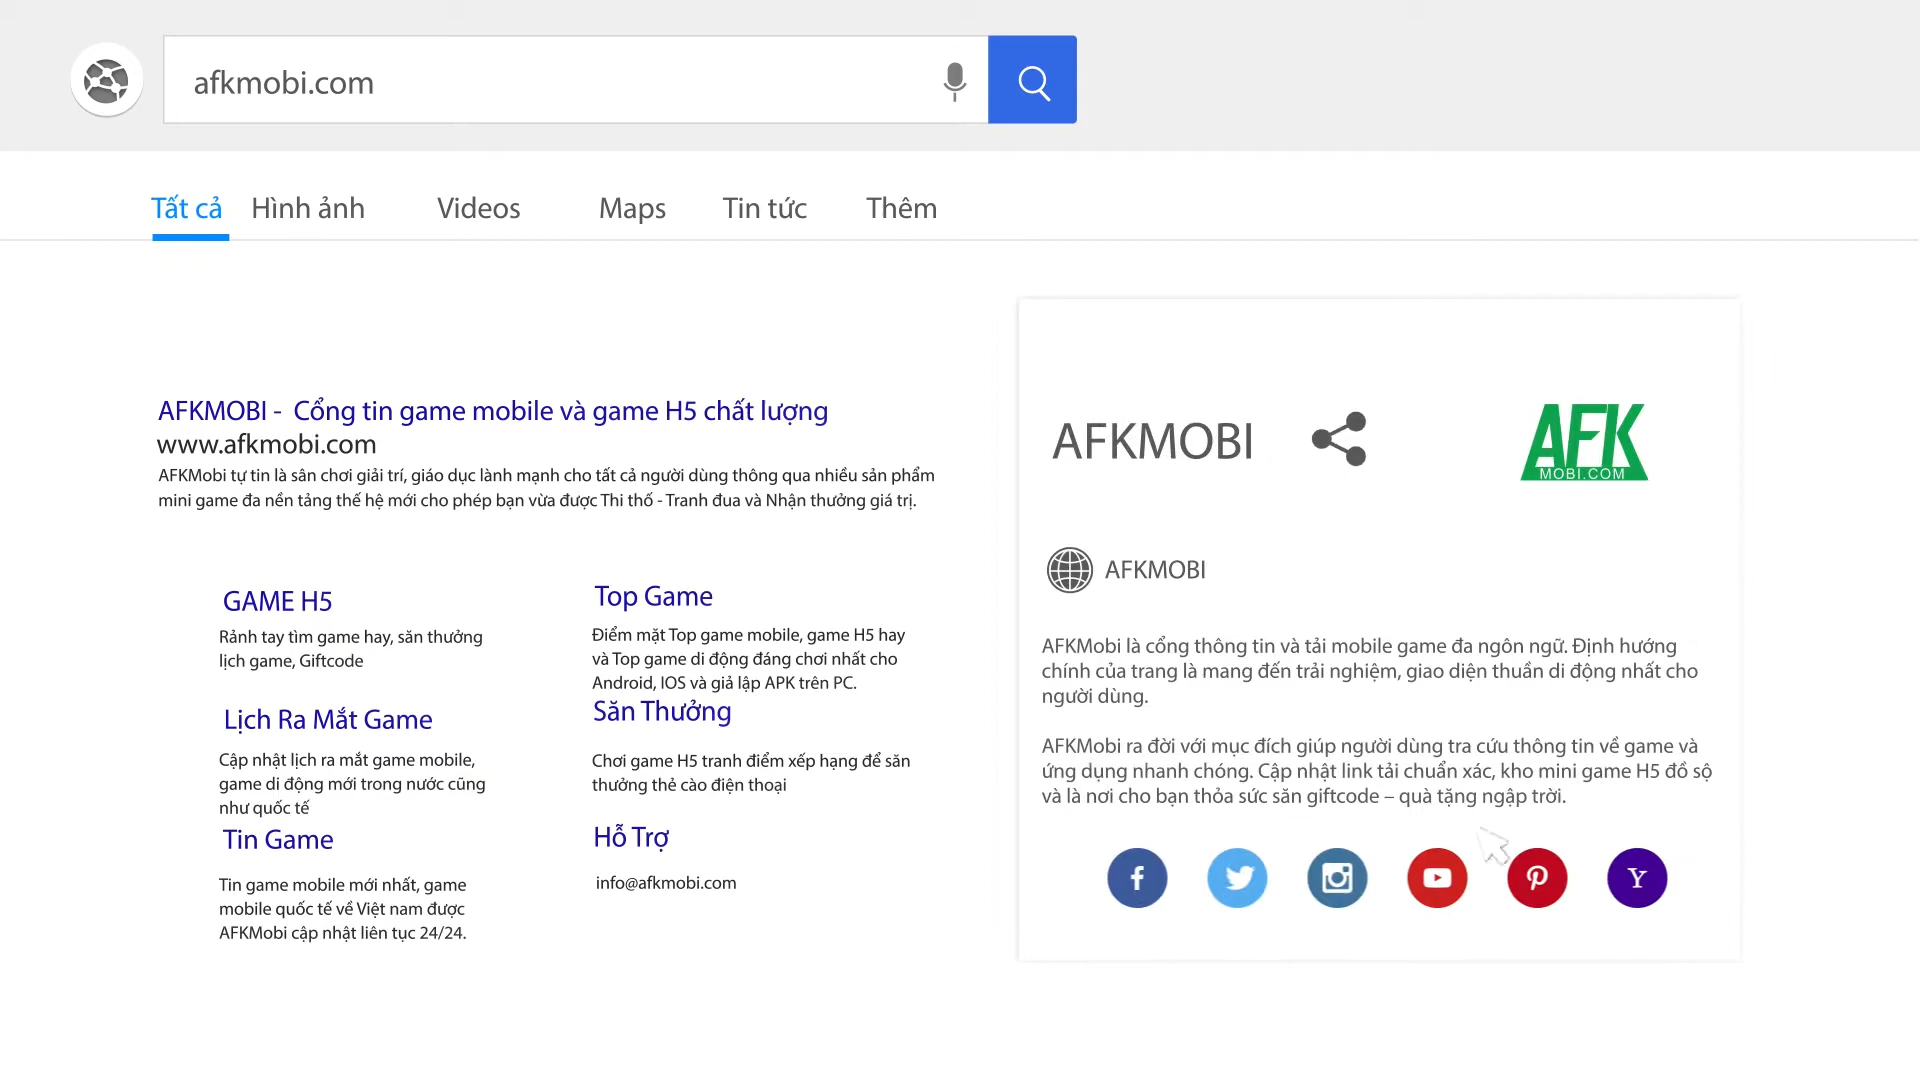 afkmobi.com
Tất cả Hình ảnh Videos Maps Tin tức Thêm
AFKMOBI - Cổng tin game mobile và game H5 chất lượng
www.afkmobi.com
AFKMobi tự tin là sân chơi giải trí, giáo dục lành mạnh cho tất cả người dùng thông qua nhiều sản phẩm
mini game đa nền tảng thế hệ mới cho phép bạn vừa được Thi thố - Tranh đua và Nhận thưởng giá trị.
GAME H5
Rảnh tay tìm game hay, săn thưởng
lịch game, Giftcode
Lịch Ra Mắt Game
Cập nhật lịch ra mắt game mobile,
game di động mới trong nước cũng
như quốc tế
Tin Game
Tin game mobile mới nhất, game
mobile quốc tế về Việt nam được
AFKMobi cập nhật liên tục 24/24.
Top Game
Điểm mặt Top game mobile, game H5 hay
và Top game di động đáng chơi nhất cho
Android, IOS và giả lập APK trên PC.
Săn Thưởng
Chơi game H5 tranh điểm xếp hạng để săn
thưởng thẻ cào điện thoại
Hỗ Trợ
info@afkmobi.com
AFKMOBI
AFK
MOBI.COM
AFKMOBI
AFKMobi là cổng thông tin và tải mobile game đa ngôn ngữ. Định hướng
chính của trang là mang đến trải nghiệm, giao diện thuần di động nhất cho
người dùng.
AFKMobi ra đời với mục đích giúp người dùng tra cứu thông tin về game và
ứng dụng nhanh chóng. Cập nhật link tải chuẩn xác, kho mini game H5 đồ sộ
và là nơi cho bạn thỏa sức săn giftcode – quà tặng ngập trời.